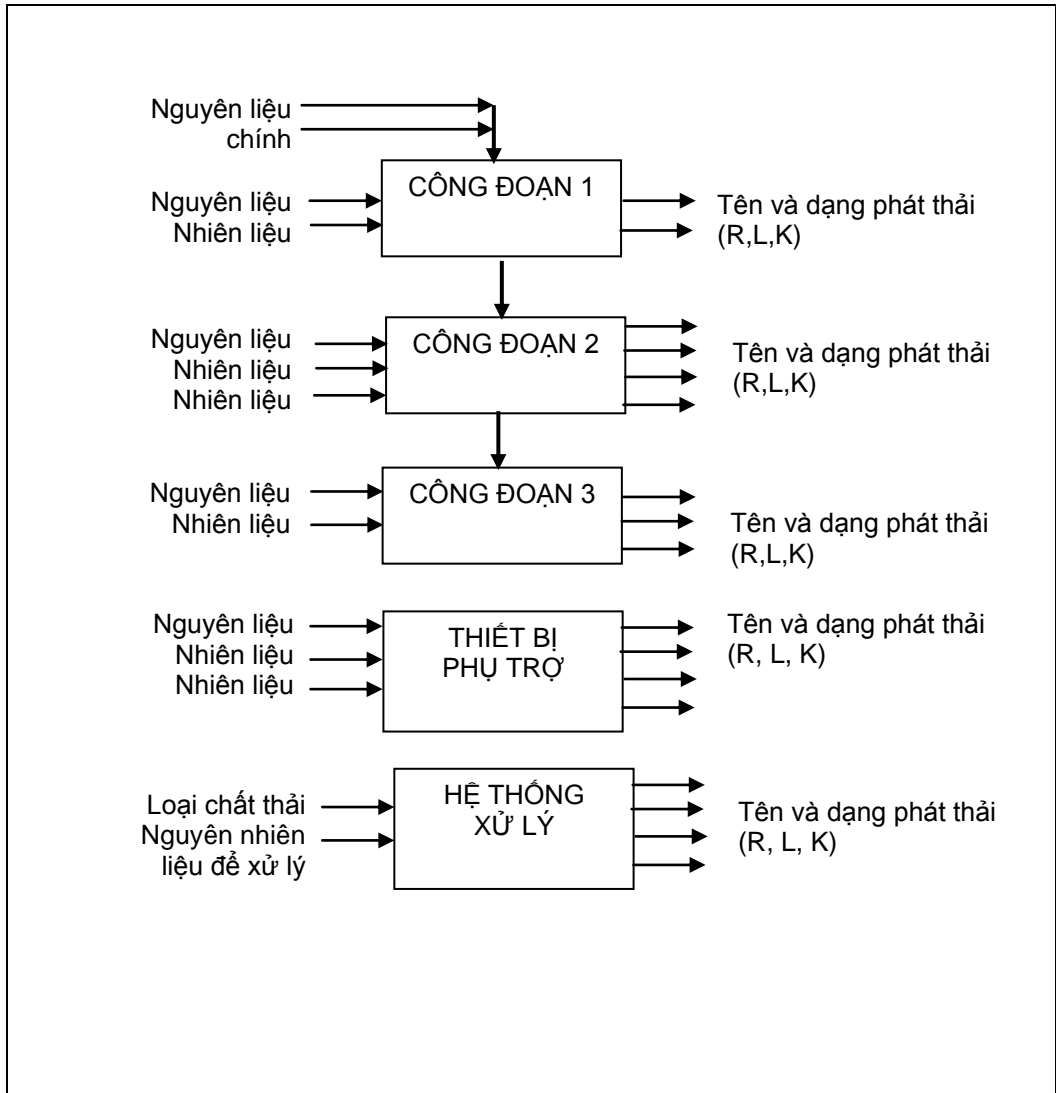 Nguyên liệu
chính
CÔNG ĐOẠN 1
Nguyên liệu
Nhiên liệu
Tên và dạng phát thải
(R,L,K)
CÔNG ĐOẠN 2
Nguyên liệu
Nhiên liệu
Nhiên liệu
Tên và dạng phát thải
(R,L,K)
CÔNG ĐOẠN 3
Nguyên liệu
Nhiên liệu
Tên và dạng phát thải
(R,L,K)
Nguyên liệu
Nhiên liệu
Nhiên liệu
THIẾT BỊ
PHỤ TRỢ
Tên và dạng phát thải
(R, L, K)
Loại chất thải
Nguyên nhiên
liệu để xử lý
HỆ THỐNG
XỬ LÝ
Tên và dạng phát thải
(R, L, K)